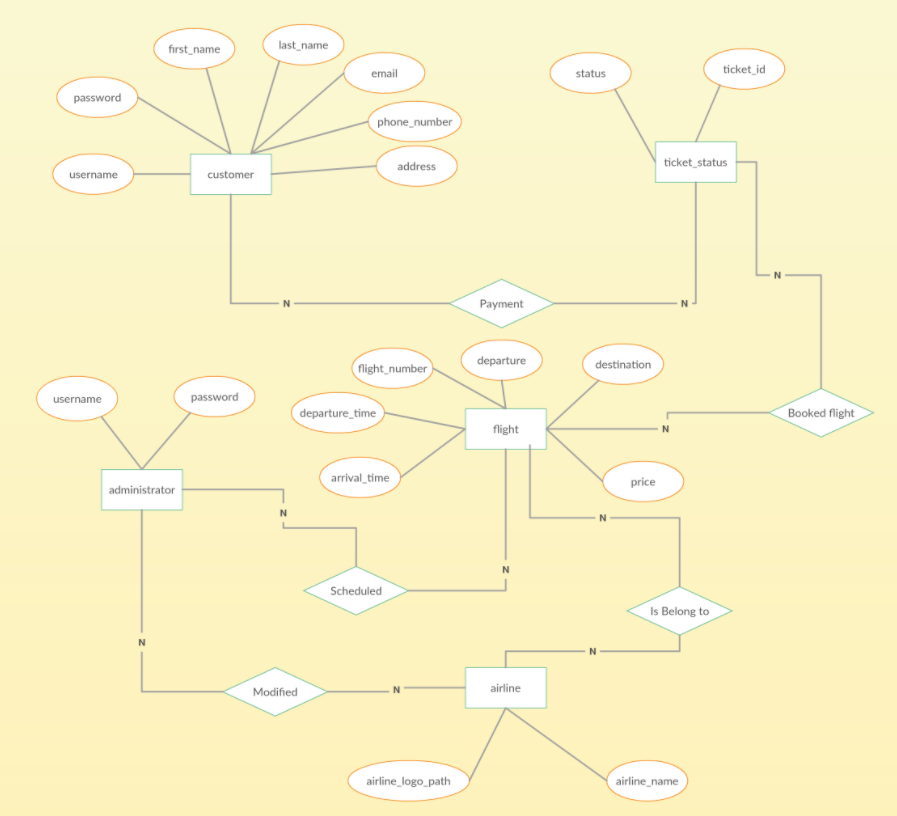 first_name
last_name
email
password
phone_number
username
customer
address
status
ticket_id
ticket_status
N
N
Payment
N
flight_number
departure
destination
username
password
departure_time
flight
N
Booked flight
arrival_time
price
administrator
N
N
N
Scheduled
Is Belong to
N
N
Modified
N
airline
airline_logo_path
airline_name